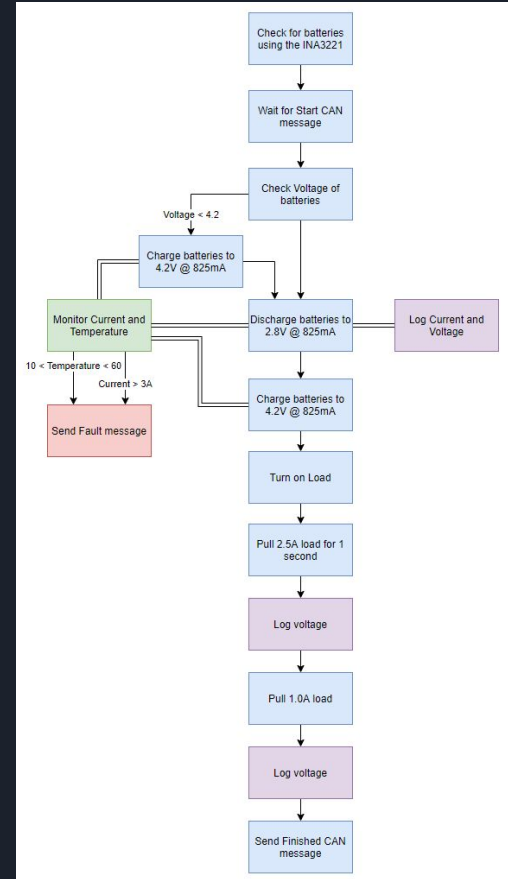 Check for batteries
using the INA3221
Wait for Start CAN
message
Check Voltage of
batteries
Voltage < 4.2
Charge batteries to
4.2V @ 825mA
Monitor Current and
Temperature
Discharge batteries to
2.8V @ 825mA
Log Current and
Voltage
10 < Temperature < 60
Current > 3A
Send Fault message
Charge batteries to
4.2V @ 825mA
Turn on Load
Pull 2.5A load for 1
second
Log voltage
Pull 1.0A load
Log voltage
Send Finished CAN
message